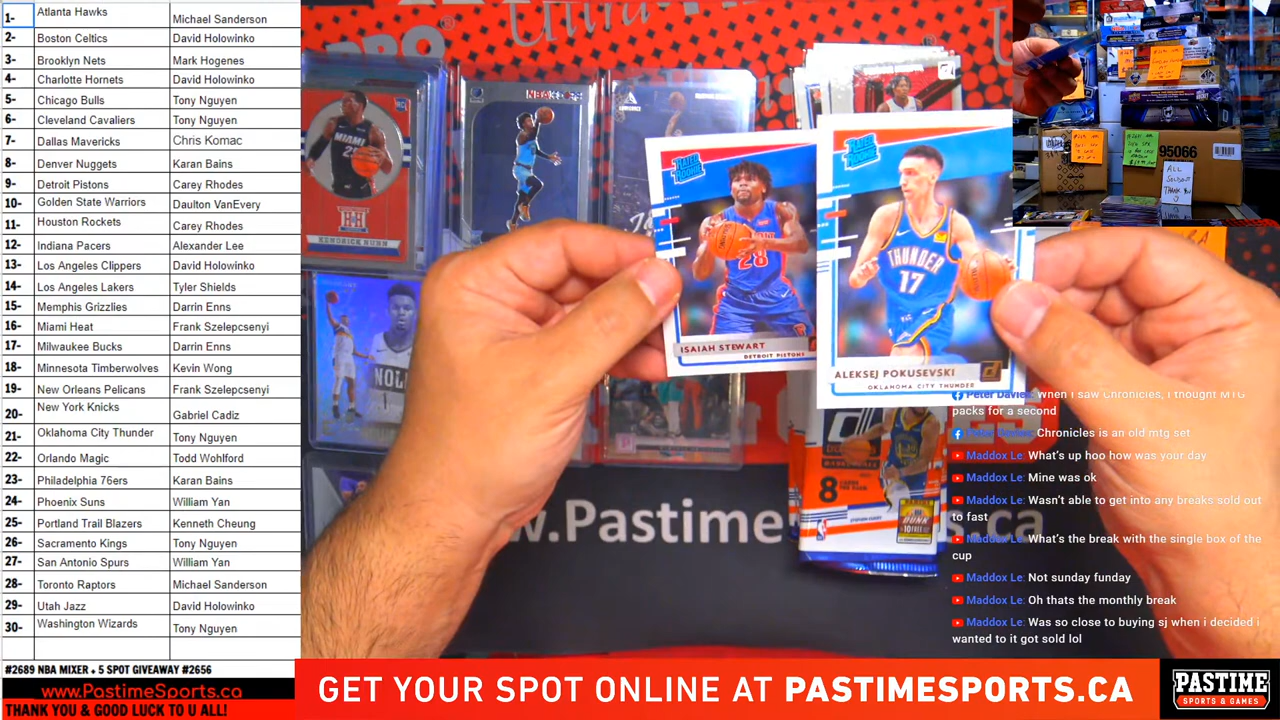 1- Atlanta Hawks Michael Sanderson
2- Boston Celtics David Holowinko
3- Brooklyn Nets Mark Hogenes
4- Charlotte Hornets David Holowinko
5- Chicago Bulls Tony Nguyen
6- Cleveland Cavaliers Tony Nguyen
7- Dallas Mavericks Chris Komac
8- Denver Nuggets Karan Bains
9- Detroit Pistons Carey Rhodes
10- Golden State Warriors Daulton VanEvery
11- Houston Rockets Carey Rhodes
12- Indiana Pacers Alexander Lee
13- Los Angeles Clippers David Holowinko
14- Los Angeles Lakers Tyler Shields
15- Memphis Grizzlies Darrin Enns
16- Miami Heat Frank Szelepcsenyi
17- Milwaukee Bucks Darrin Enns
18- Minnesota Timberwolves Kevin Wong
19- New Orleans Pelicans Frank Szelepcsenyi
20- New York Knicks Gabriel Cadiz
21- Oklahoma City Thunder Tony Nguyen
22- Orlando Magic Todd Wohlford
23- Philadelphia 76ers Karan Bains
24- Phoenix Suns William Yan
25- Portland Trail Blazers Kenneth Cheung
26- Sacramento Kings Tony Nguyen
27- San Antonio Spurs William Yan
28- Toronto Raptors Michael Sanderson
29- Utah Jazz David Holowinko
30- Washington Wizards Tony Nguyen
#2689 NBA MIXER + 5 SPOT GIVEAWAY #2656
www.PastimeSports.ca
THANK YOU & GOOD LUCK TO U ALL!
NBA HOOPS
MIAMI
HH
KENDRICK NUNN
RATED ROOKIE
28
ISAIAH STEWART
DETROIT PISTONS
RATED ROOKIE
THUNDER
17
ALEKSEJ POKUSEVSKI
OKLAHOMA CITY THUNDER
8
w.Pastime
s.ca
95066
ALL
SOLDOUT
THANK
YOU
Peter Davies: When I saw Chronicles, I thought MTG
packs for a second
Chronicles is an old mtg set
Maddox Le: What's up hoo how was your day
Maddox Le: Mine was ok
Maddox Le: Wasn't able to get into any breaks sold out
to fast
Maddox Le: What's the break with the single box of the
cup
Maddox Le: Not sunday funday
Maddox Le: Oh thats the monthly break
Maddox Le: Was so close to buying sj when i decided i
wanted to it got sold lol
GET YOUR SPOT ONLINE AT PASTIMESPORTS.CA
PASTIME
SPORTS & GAMES